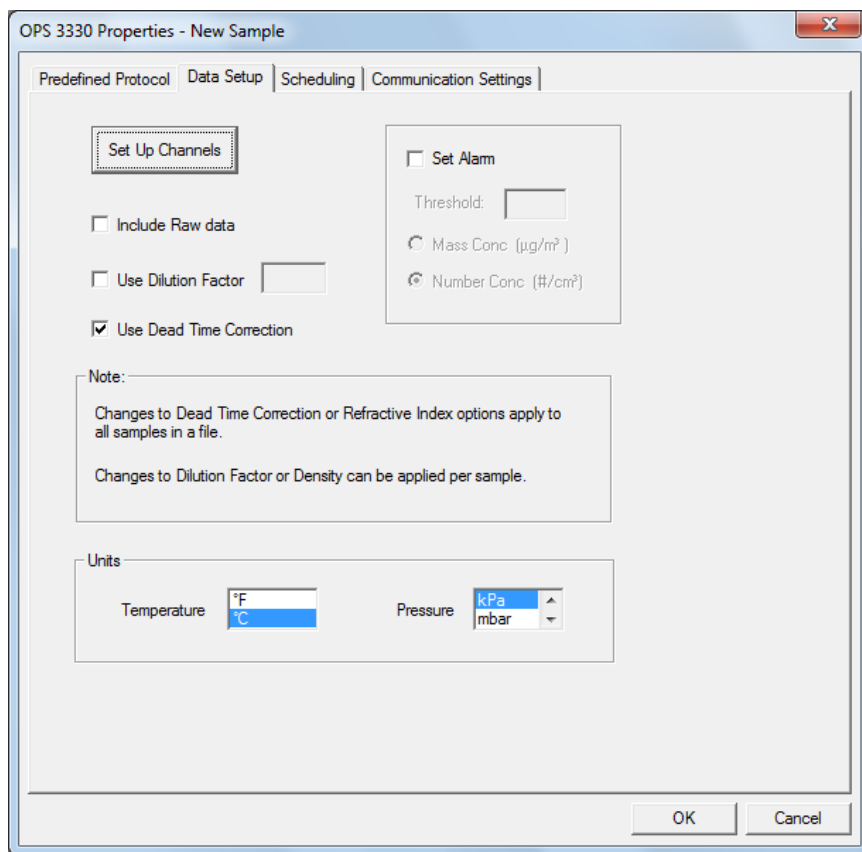 OPS 3330 Properties - New Sample
Predefined Protocol Data Setup Scheduling Communication Settings
Set Up Channels
Set Alarm
Threshold:
Include Raw data
Mass Conc (µg/m³ )
Use Dilution Factor
Number Conc (#/cm³)
Use Dead Time Correction
Note:
Changes to Dead Time Correction or Refractive Index options apply to
all samples in a file.
Changes to Dilution Factor or Density can be applied per sample.
Units
Temperature
°F
°C
Pressure
kPa
mbar
OK Cancel